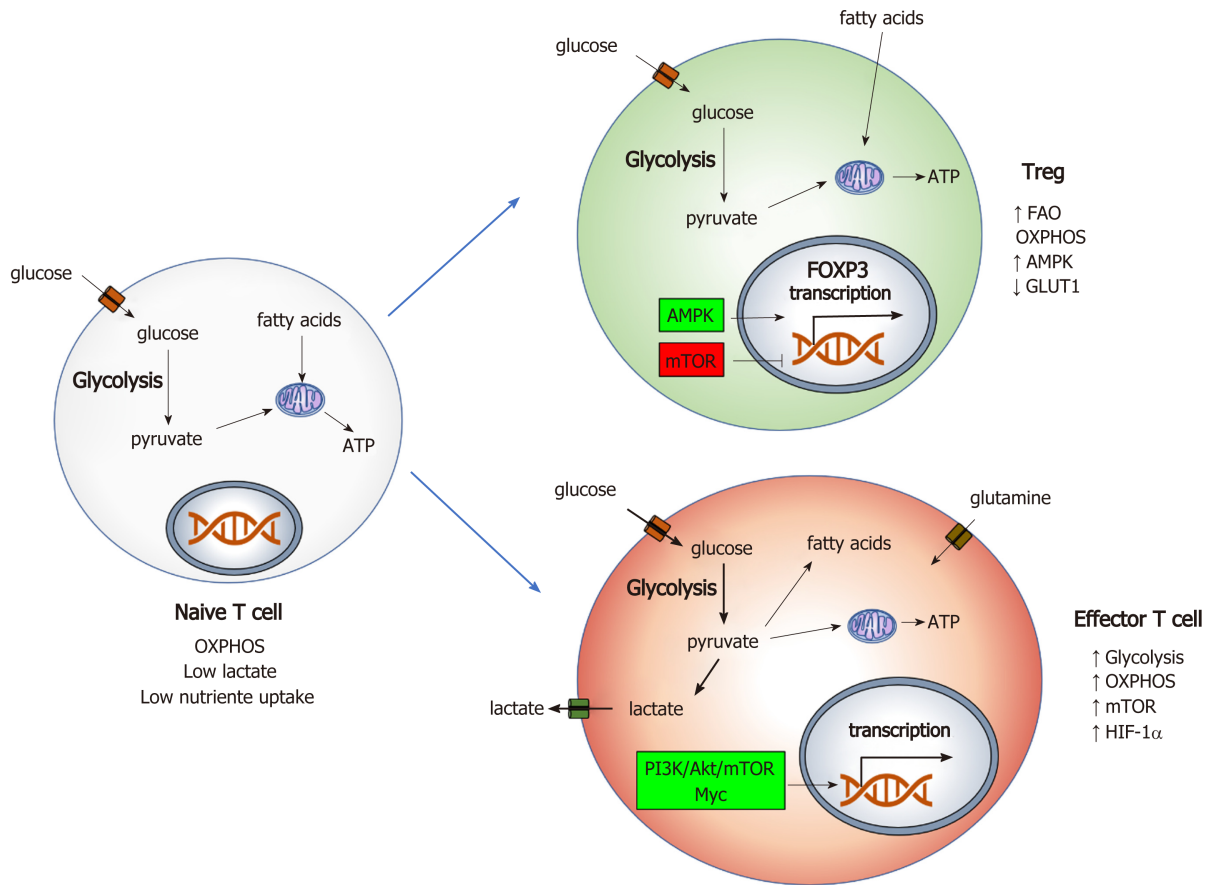 glucose
glucose
fatty acids
Glycolysis
pyruvate
ATP
Naive T cell
OXPHOS
Low lactate
Low nutriente uptake
glucose
fatty acids
glucose
Glycolysis
pyruvate
ATP
FOXP3
transcription
AMPK
mTOR
Treg
↑ FAO
OXPHOS
↑ AMPK
↓ GLUT1
glucose
glutamine
glucose
fatty acids
Glycolysis
pyruvate
ATP
lactate
lactate
transcription
PI3K/Akt/mTOR
Myc
Effector T cell
↑ Glycolysis
↑ OXPHOS
↑ mTOR
↑ HIF-1α